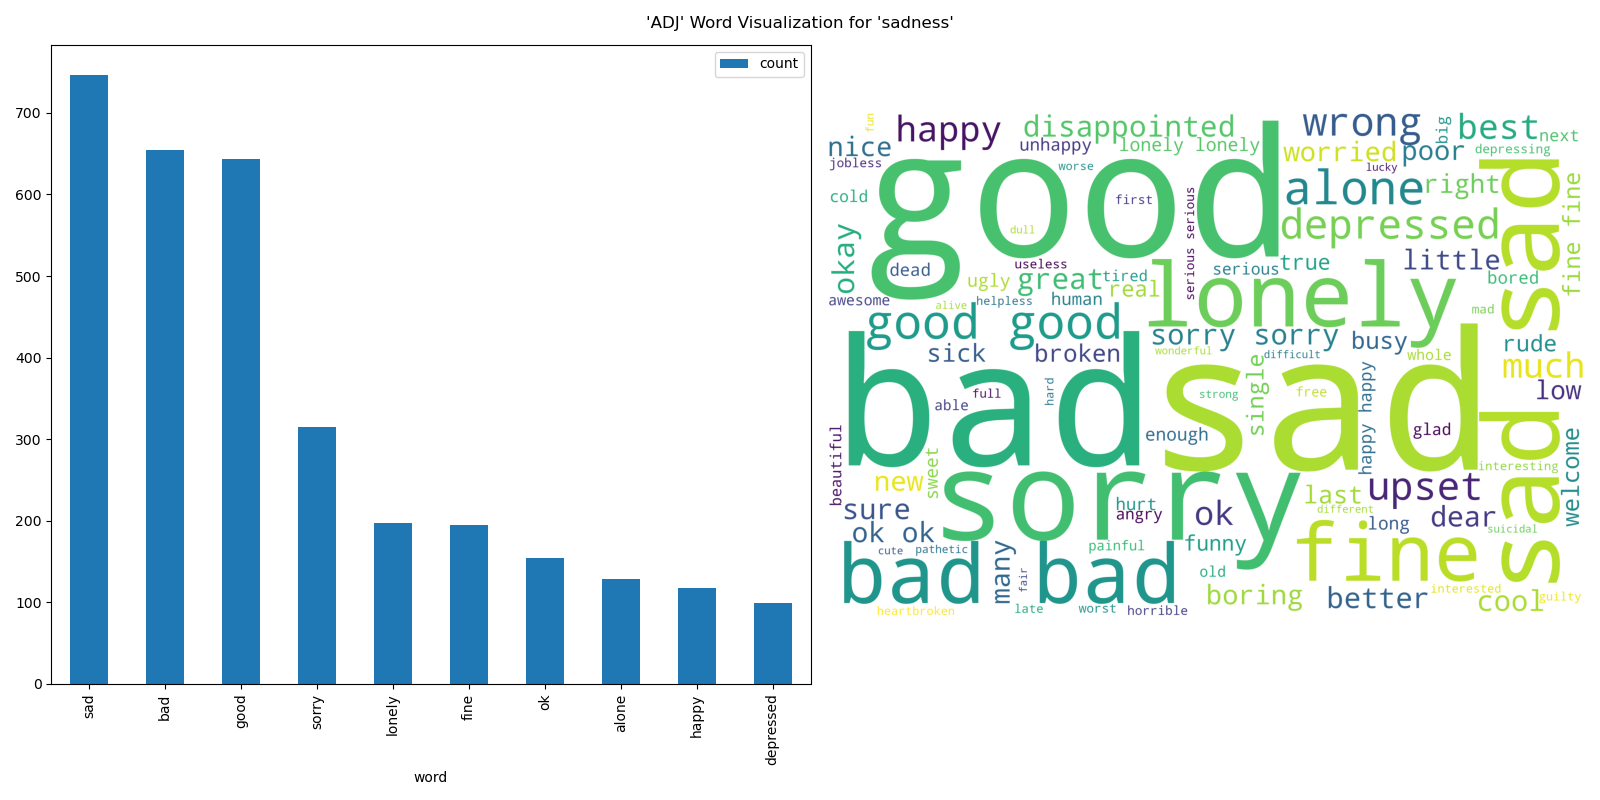 'ADJ' Word Visualization for 'sadness'
count
700
600
500
400
300
200
100
0
sad
bad
good
sorry
lonely
fine
ok
alone
happy
depressed
word
fun
happy
disappointed
wrong
big
best
next
nice
unhappy
lonely lonely
worried
poor
depressing
jobless
worse
lucky
good
sad
cold
first
alone
right
fine fine
serious serious
okay
dull
depressed
dead
useless
serious
true
little
ugly
great
tired
real
bored
awesome
alive
helpless
human
lonely
mad
good
good
sorry sorry
busy
rude
sick
broken
wonderful
difficult
whole
much
bad
sad
single
happy happy
hard
full
able
strong
free
low
beautiful
enough
glad
sad
welcome
sweet
sorry
interesting
new
upset
last
hurt
angry
ok
different
sure
long
dear
suicidal
ok ok
cute
pathetic
many
painful
funny
fine
bad
bad
fair
old
boring
better
interested
cool
guilty
heartbroken
late
worst
horrible